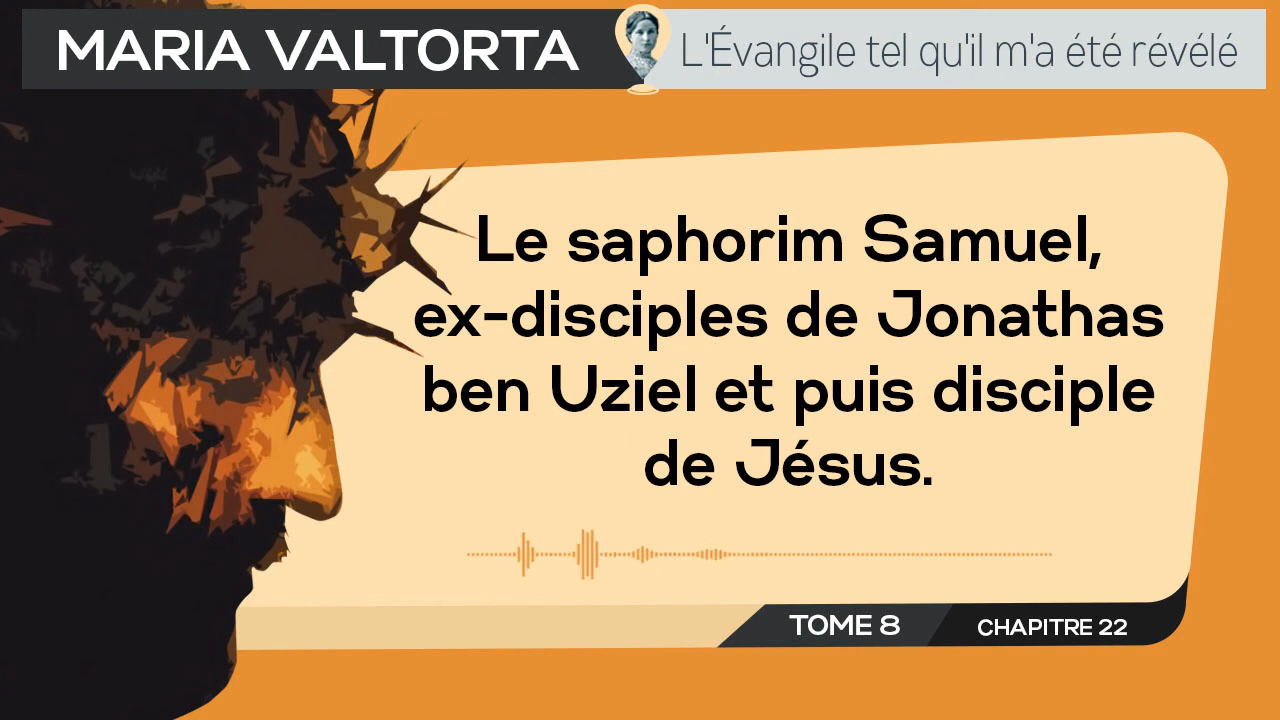 MARIA VALTORTA
L'Évangile tel qu'il m'a été révélé
Le saphorim Samuel,
ex-disciples de Jonathas
ben Uziel et puis disciple
de Jésus.
TOME 8
CHAPITRE 22